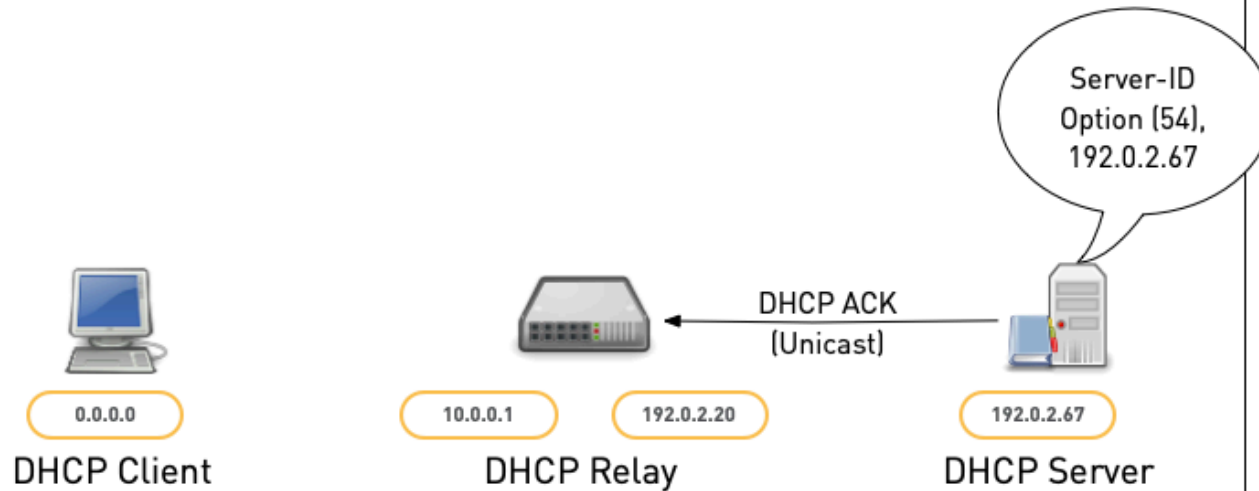 Server-ID
Option (54),
192.0.2.67
DHCP ACK
(Unicast)
0.0.0.0
10.0.0.1
192.0.2.20
192.0.2.67
DHCP Client
DHCP Relay
DHCP Server